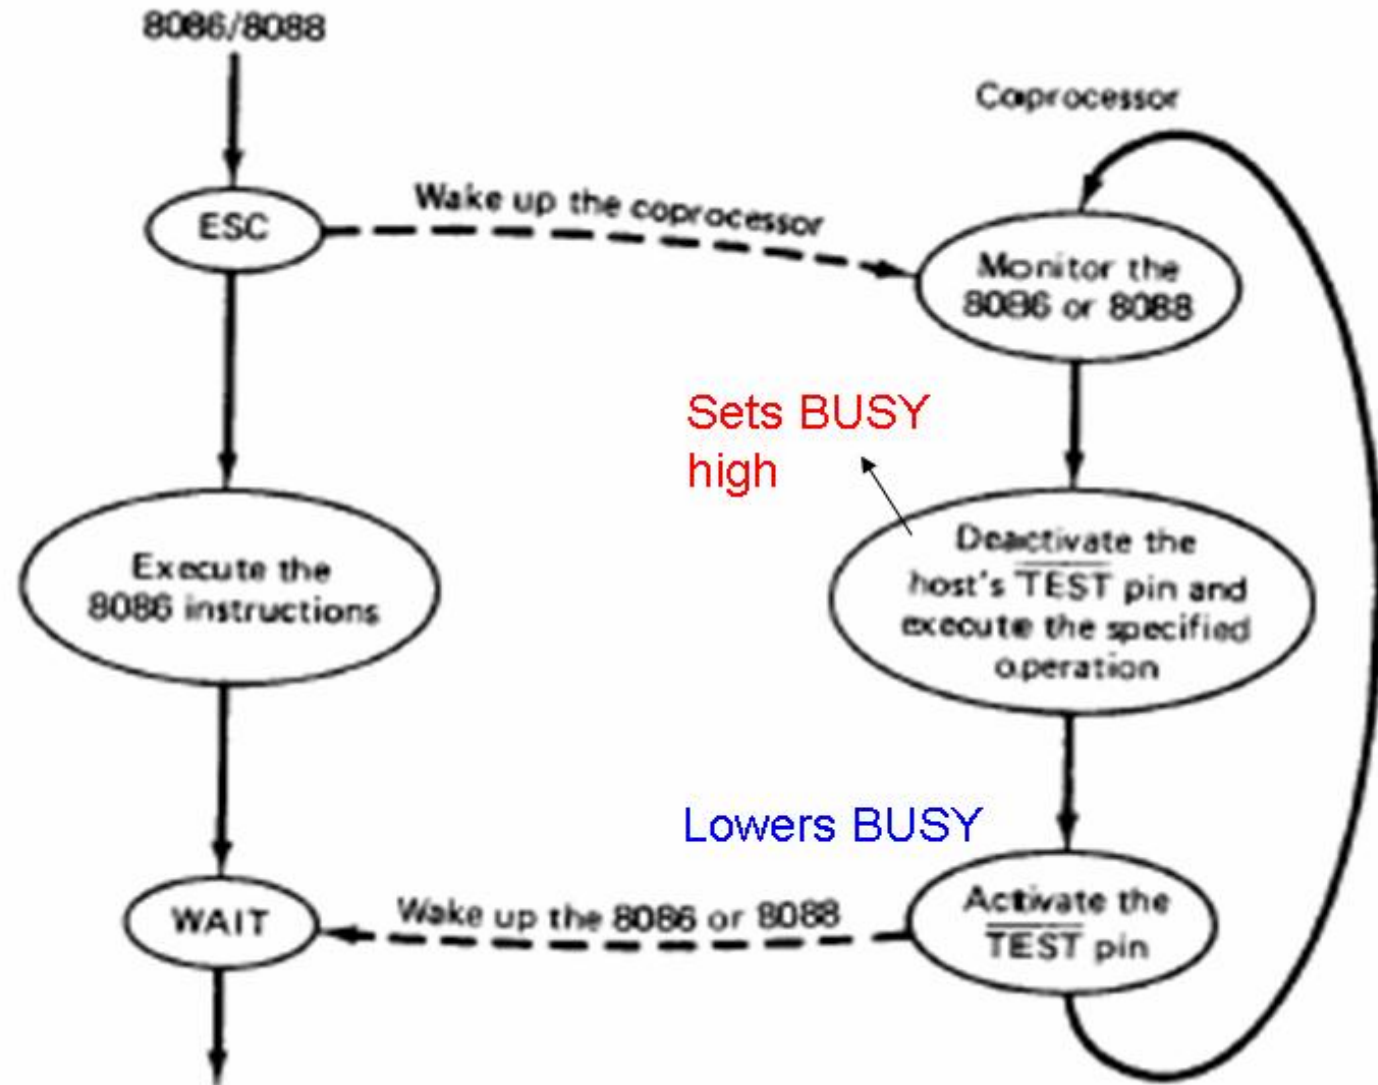 8086/8088
Coprocessor
ESC
Wake up the coprocessor
Monitor the
8086 or 8088
Sets BUSY
high
Execute the
8086 instructions
Deactivate the
host's TEST pin and
execute the specified
operation
Lowers BUSY
WAIT
Wake up the 8086 or 8088
Activate the
TEST pin